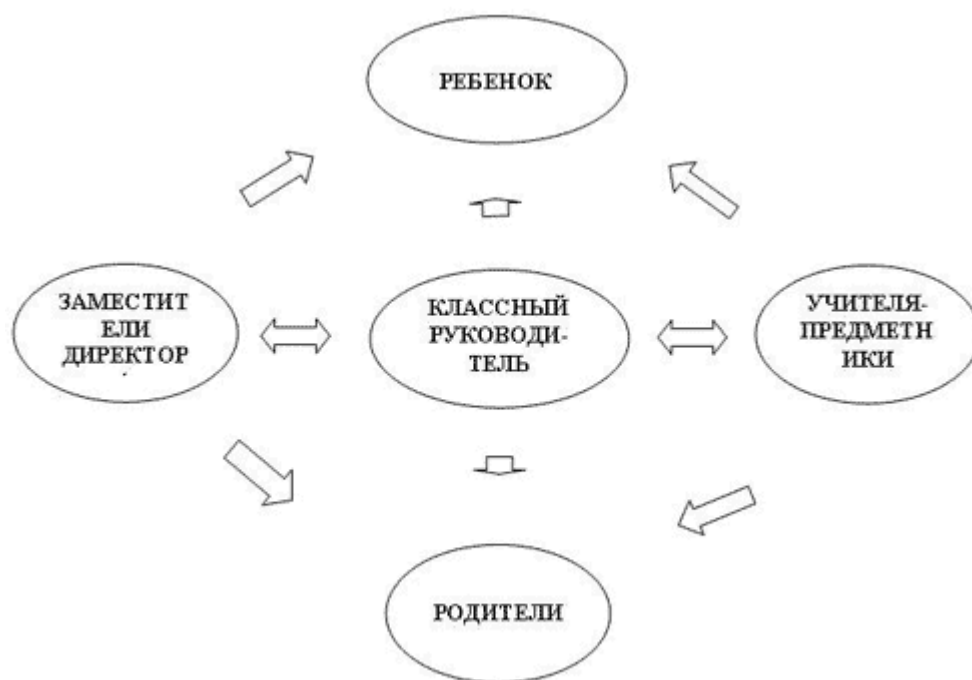 РЕБЕНОК
ЗАМЕСТИТ
ЕЛИ
ДИРЕКТОР
КЛАССНЫЙ
РУКОВОДИ-
ТЕЛЬ
УЧИТЕЛЯ-
ПРЕДМЕТН
ИКИ
РОДИТЕЛИ